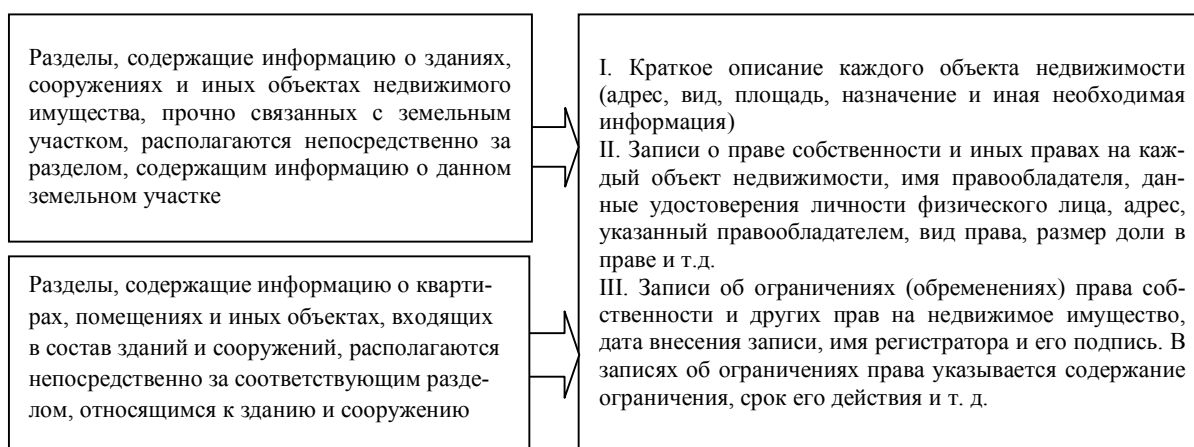 Разделы, содержащие информацию о зданиях,
сооружениях и иных объектах недвижимого
имущества, прочно связанных с земельным
участком, располагаются непосредственно за
разделом, содержащим информацию о данном
земельном участке
Разделы, содержащие информацию о кварти-
рах, помещениях и иных объектах, входящих
в состав зданий и сооружений, располагаются
непосредственно за соответствующим разде-
лом, относящимся к зданию и сооружению
I. Краткое описание каждого объекта недвижимости
(адрес, вид, площадь, назначение и иная необходимая
информация)
II. Записи о праве собственности и иных правах на каж-
дый объект недвижимости, имя правообладателя, дан-
ные удостоверения личности физического лица, адрес,
указанный правообладателем, вид права, размер доли в
праве и т.д.
III. Записи об ограничениях (обременениях) права соб-
ственности и других прав на недвижимое имущество,
дата внесения записи, имя регистратора и его подпись. В
записях об ограничениях права указывается содержание
ограничения, срок его действия и т. д.